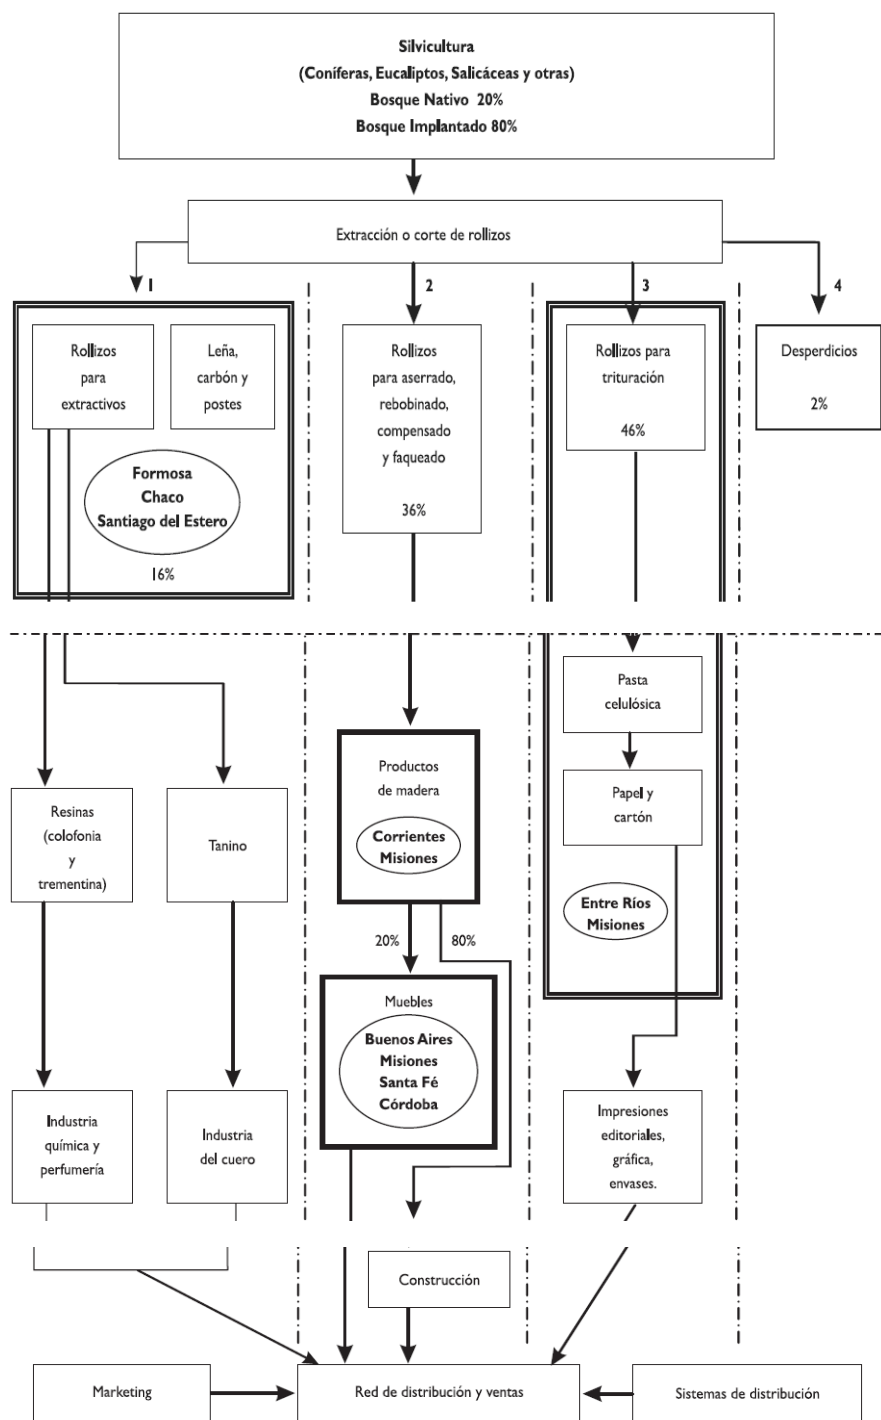 Silvicultura
(Coníferas, Eucaliptos, Salicáceas y otras)
Bosque Nativo 20%
Bosque Implantado 80%
Extracción o corte de rollizos
1
2
3
4
Rollizos
para
extractivos
Leña,
carbón y
postes
Formosa
Chaco
Santiago del Estero
16%
Rollizos
para aserrado,
rebobinado,
compensado
y faqueado
36%
Rollizos para
trituración
46%
Desperdicios
2%
Resinas
(colofonia
y
trementina)
Tanino
Productos
de madera
Corrientes
Misiones
Pasta
celulósica
Papel y
cartón
Entre Ríos
Misiones
20%
80%
Muebles
Buenos Aires
Misiones
Santa Fé
Córdoba
Industria
química y
perfumería
Industria
del cuero
Impresiones
editoriales,
gráfica,
envases.
Construcción
Marketing
Red de distribución y ventas
Sistemas de distribución